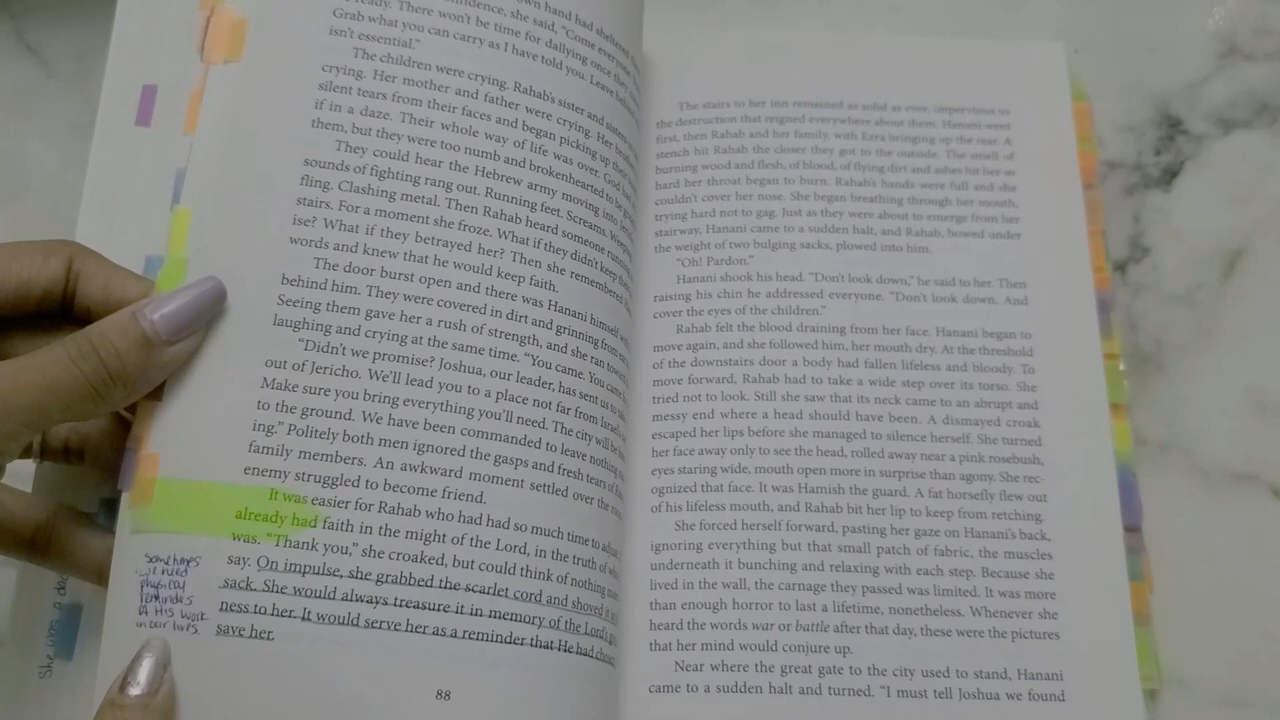 own hand had sheltered
she said, "Come everyone.
ready. There won't be time for dallying once they
Grab what you can carry as I have told you. Leave
isn't essential."
The children were crying. Rahab's sister and
crying. Her mother and father were crying. Her
silent tears from their faces and began picking up
if in a daze. Their whole way of life was over. God had
them, but they were too numb and brokenhearted to be
They could hear the Hebrew army moving into
sounds of fighting rang out. Running feet. Screams.
fling. Clashing metal. Then Rahab heard someone
stairs. For a moment she froze. What if they didn't keep
ise? What if they betrayed her? Then she remembered
words and knew that he would keep faith.
The door burst open and there was Hanani himself
behind him. They were covered in dirt and grinning from
Seeing them gave her a rush of strength, and she ran
laughing and crying at the same time. "You came. You came
"Didn't we promise? Joshua, our leader, has sent us to
out of Jericho. We'll lead you to a place not far from
Make sure you bring everything you'll need. The city will be
to the ground. We have been commanded to leave nothing
ing." Politely both men ignored the gasps and fresh tears of
family members. An awkward moment settled over the
enemy struggled to become friend.
It was easier for Rahab who had had so much time to
already had faith in the might of the Lord, in the truth of
was. "Thank you," she croaked, but could think of nothing
say. On impulse, she grabbed the scarlet cord and shoved it
sack. She would always treasure it in memory of the Lord's
ness to her. It would serve her as a reminder that He had
save her.
Sometimes
we need
physical
reminders
of His work
in our lives.
She was a
88
The stairs to her inn remained as solid as ever, impervious to
the destruction that reigned everywhere about them. Hanani went
first, then Rahab and her family, with Ezra bringing up the rear. A
stench hit Rahab the closer they got to the outside. The smell of
burning wood and flesh, of blood, of flying dirt and ashes hit her so
hard her throat began to burn. Rahab's hands were full and she
couldn't cover her nose. She began breathing through her mouth,
trying hard not to gag. Just as they were about to emerge from her
stairway, Hanani came to a sudden halt, and Rahab, bowed under
the weight of two bulging sacks, plowed into him.
"Oh! Pardon."
Hanani shook his head. "Don't look down," he said to her. Then
raising his chin he addressed everyone. "Don't look down. And
cover the eyes of the children."
Rahab felt the blood draining from her face. Hanani began to
move again, and she followed him, her mouth dry. At the threshold
of the downstairs door a body had fallen lifeless and bloody. To
move forward, Rahab had to take a wide step over its torso. She
tried not to look. Still she saw that its neck came to an abrupt and
messy end where a head should have been. A dismayed croak
escaped her lips before she managed to silence herself. She turned
her face away only to see the head, rolled away near a pink rosebush,
eyes staring wide, mouth open more in surprise than agony. She rec-
ognized that face. It was Hamish the guard. A fat horsefly flew out
of his lifeless mouth, and Rahab bit her lip to keep from retching.
She forced herself forward, pasting her gaze on Hanani's back,
ignoring everything but that small patch of fabric, the muscles
underneath it bunching and relaxing with each step. Because she
lived in the wall, the carnage they passed was limited. It was more
than enough horror to last a lifetime, nonetheless. Whenever she
heard the words war or battle after that day, these were the pictures
that her mind would conjure up.
Near where the great gate to the city used to stand, Hanani
came to a sudden halt and turned. "I must tell Joshua we found